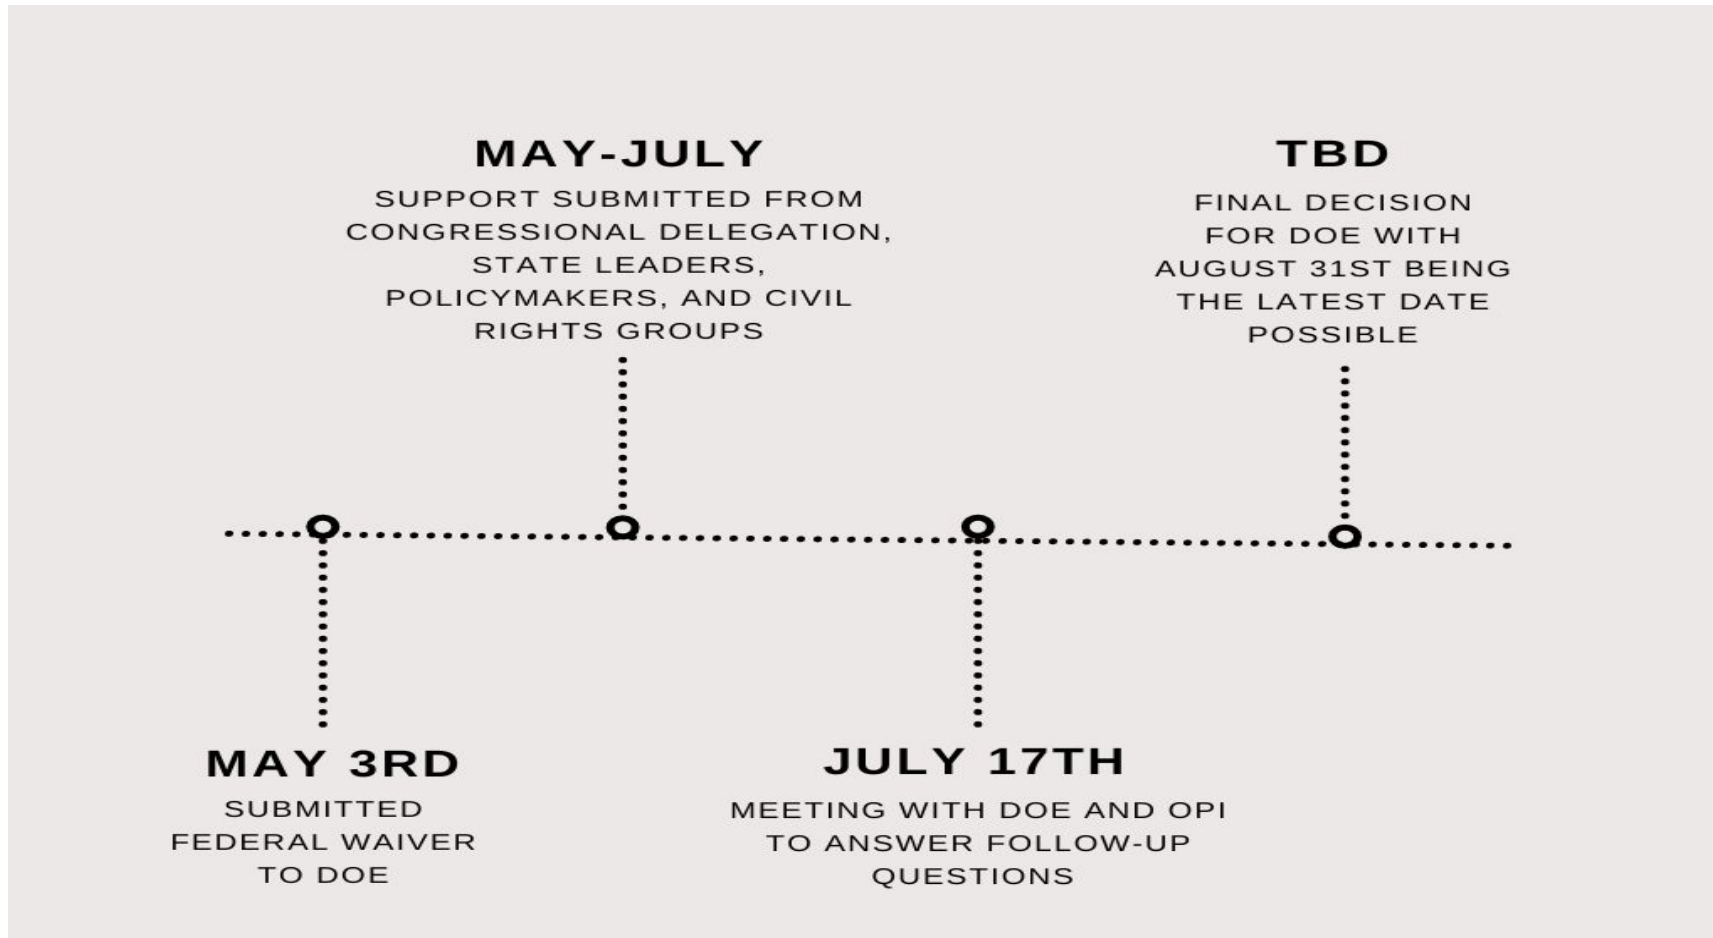 MAY-JULY
SUPPORT SUBMITTED FROM
CONGRESSIONAL DELEGATION,
STATE LEADERS,
POLICYMAKERS, AND CIVIL
RIGHTS GROUPS
TBD
FINAL DECISION
FOR DOE WITH
AUGUST 31ST BEING
THE LATEST DATE
POSSIBLE
MAY 3RD
SUBMITTED
FEDERAL WAIVER
TO DOE
JULY 17TH
MEETING WITH DOE AND OPI
TO ANSWER FOLLOW-UP
QUESTIONS